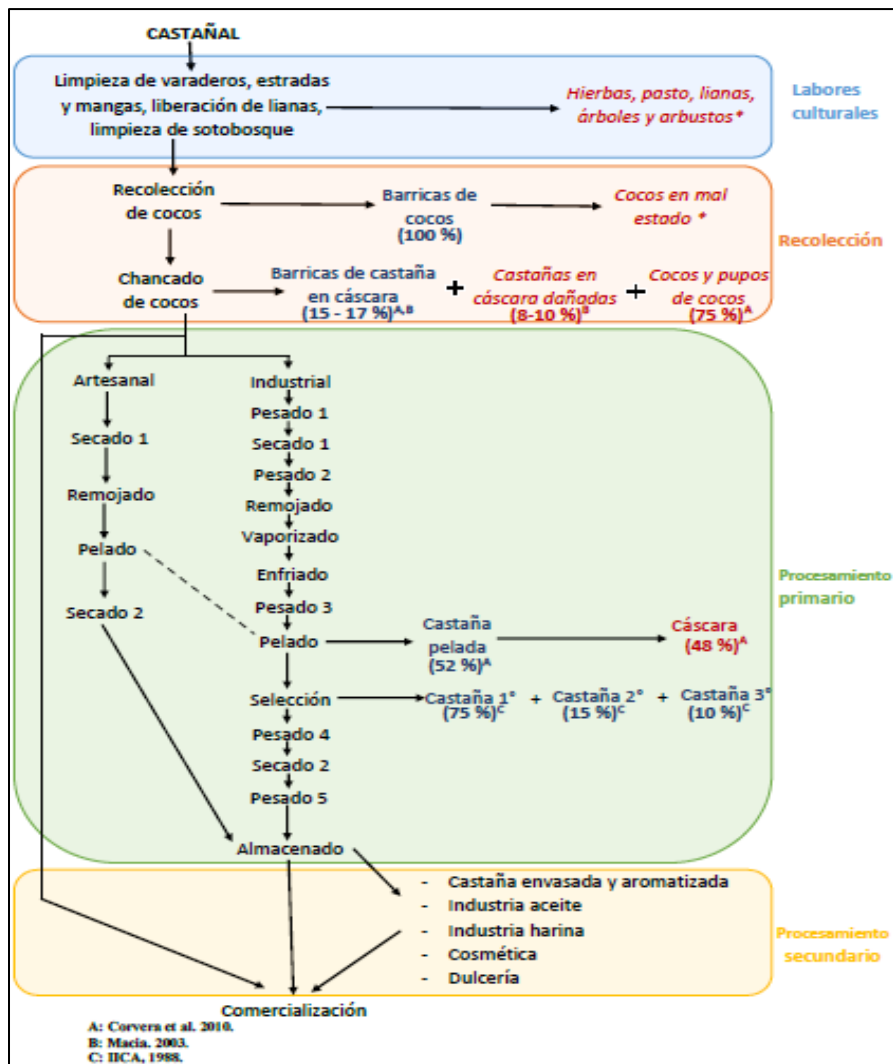 CASTAÑAL
Limpieza de varaderos, estradas
y mangas, liberación de lianas,
limpieza de sotobosque
Hierbas, pasto, lianas,
árboles y arbustos*
Labores
culturales
Recolección
de cocos
Barricas de
cocos
(100 %)
Cocos en mal
estado *
Recolección
Chancado
de cocos
Barricas de castaña
en cáscara
(15 - 17 %)A,B
+
Castañas en
cáscara dañadas
(8-10 %)B
+
Cocos y pupos
de cocos
(75 %)A
Artesanal
Secado 1
Remojado
Pelado
Secado 2
Industrial
Pesado 1
Secado 1
Pesado 2
Remojado
Vaporizado
Enfriado
Pesado 3
Pelado
Castaña
pelada
(52 %)A
Cáscara
(48 %)A
Procesamiento
primario
Selección
Castaña 1°
(75 %)C
+
Castaña 2°
(15 %)C
+
Castaña 3°
(10 %)C
Pesado 4
Secado 2
Pesado 5
Almacenado
- Castaña envasada y aromatizada
- Industria aceite
- Industria harina
- Cosmética
- Dulcería
Procesamiento
secundario
Comercialización
A: Corvera et al. 2010.
B: Macia. 2003.
C: IICA, 1988.